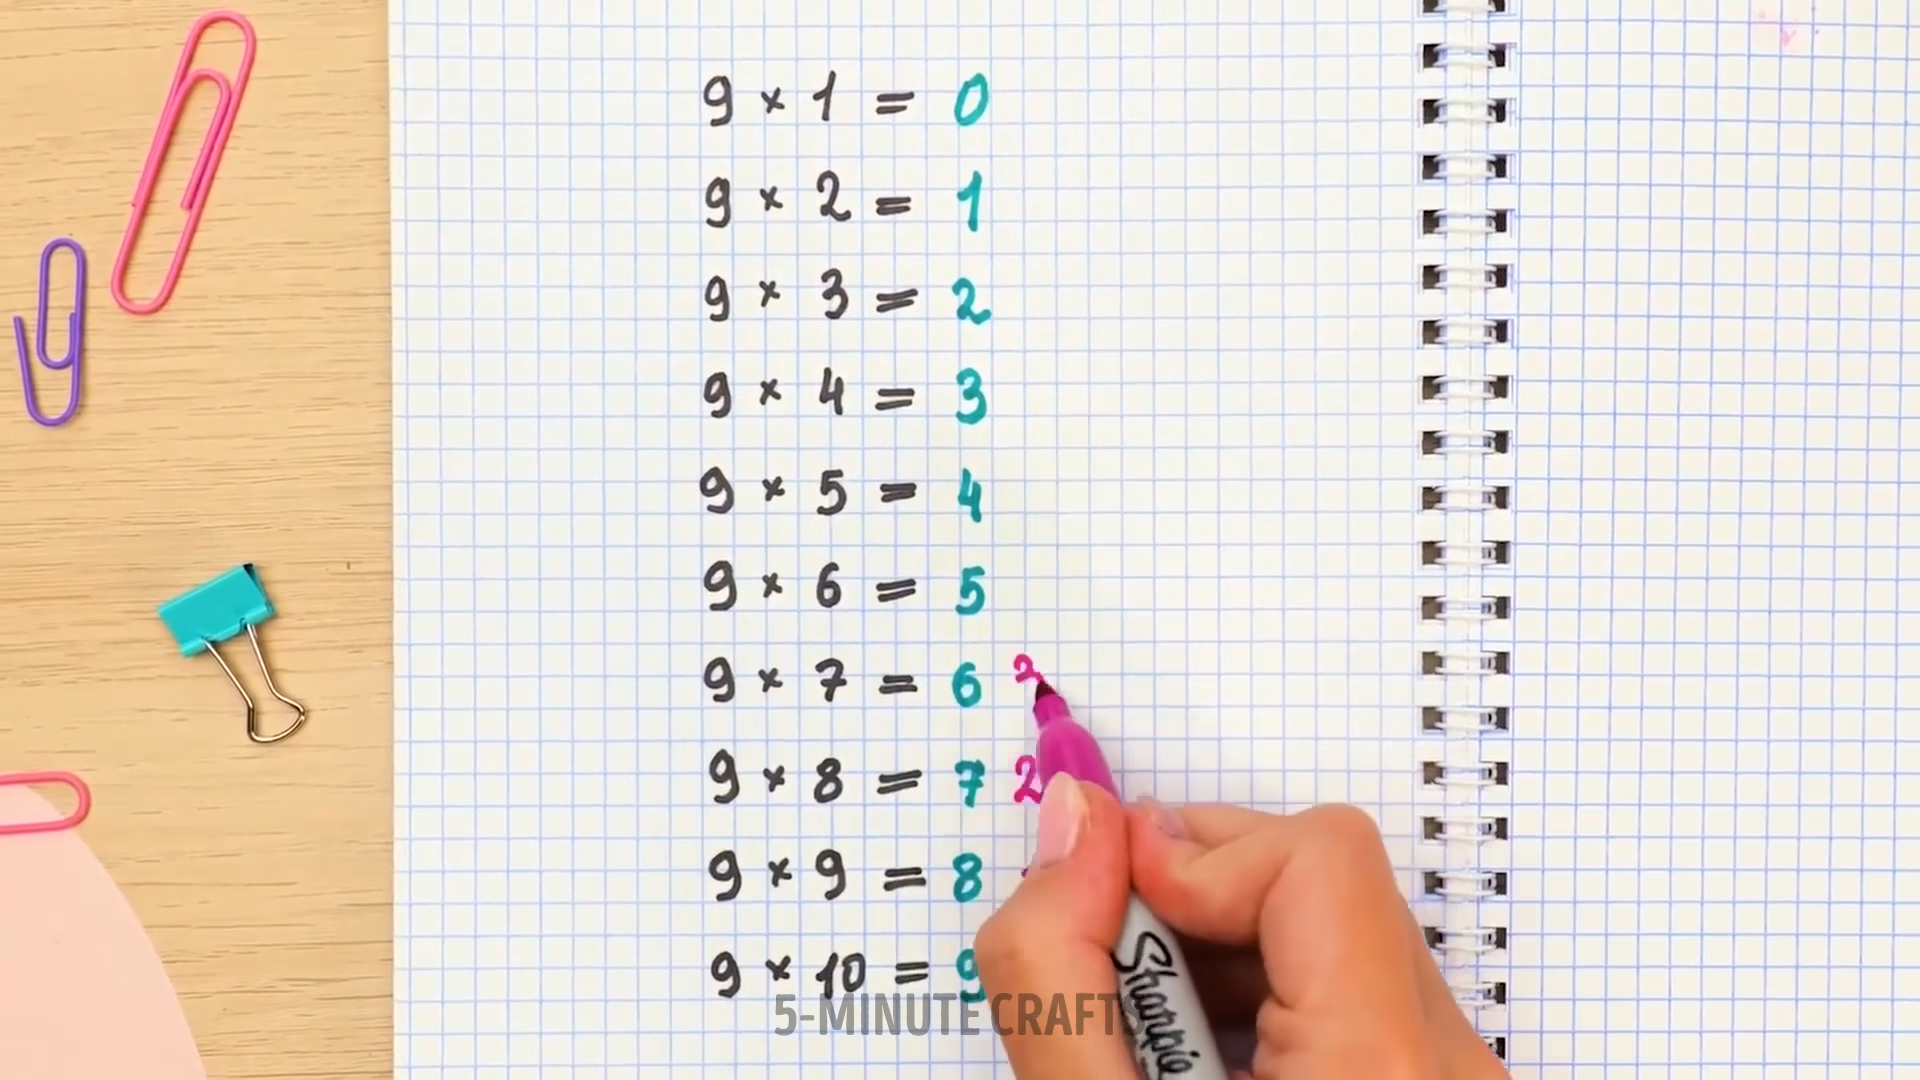 9 × 1 = 0
9 × 2 = 1
9 × 3 = 2
9 × 4 = 3
9 × 5 = 4
9 × 6 = 5
9 × 7 = 6
9 × 8 = 7 2
9 × 9 = 8
9 × 10 = 9
5-MINUTE CRAFTS
Sharpie